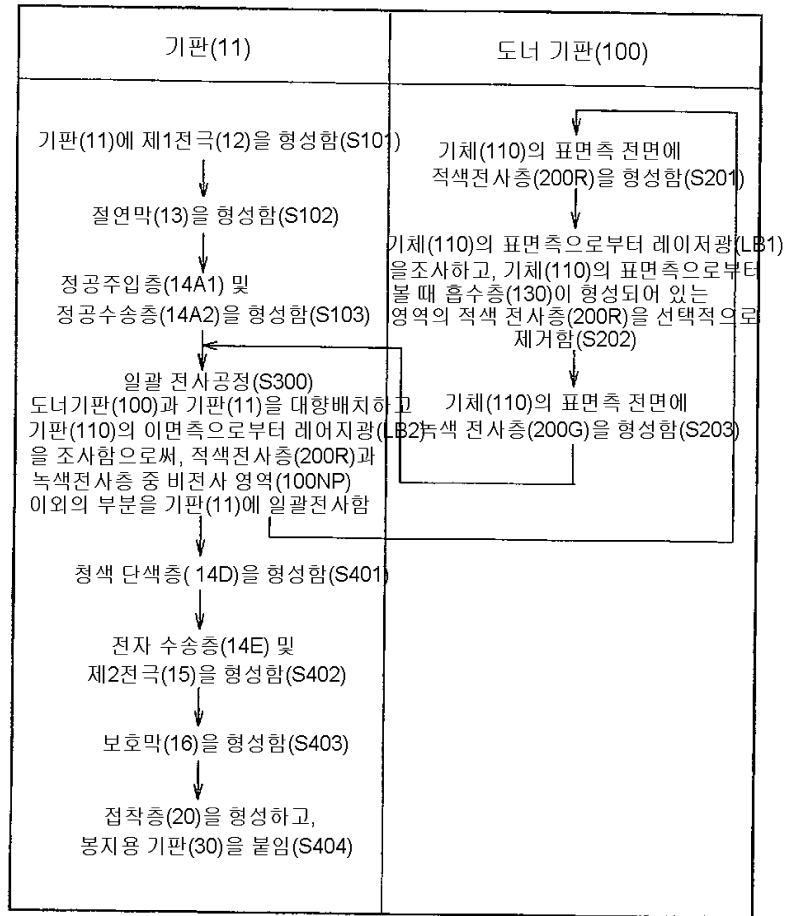 기판(11)
기판(11)에 제1전극(12)을 형성함(S101)
절연막(13)을 형성함(S102)
정공주입층(14A1) 및
정공수송층(14A2)을 형성함(S103)
일괄 전사공정(S300)
도너기판(100)과 기판(11)을 대향배치하고
기판(110)의 이면측으로부터 레어지광(LB2)
을 조사함으로써, 적색전사층(200R)과
녹색전사층 중 비전사 영역(100NP)
이외의 부분을 기판(11)에 일괄전사함
청색 단색층( 14D)을 형성함(S401)
전자 수송층(14E) 및
제2전극(15)을 형성함(S402)
보호막(16)을 형성함(S403)
접착층(20)을 형성하고,
봉지용 기판(30)을 붙임(S404)
도너 기판(100)
기체(110)의 표면측 전면에
적색전사층(200R)을 형성함(S201)
기체(110)의 표면측으로부터 레이저광(LB1)
을조사하고, 기체(110)의 표면측으로부터
볼 때 흡수층(130)이 형성되어 있는
영역의 적색 전사층(200R)을 선택적으로
제거함(S202)
기체(110)의 표면측 전면에
녹색 전사층(200G)을 형성함(S203)